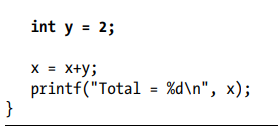 int y = 2;
x = x+y;
printf("Total = %d\n", x);
}